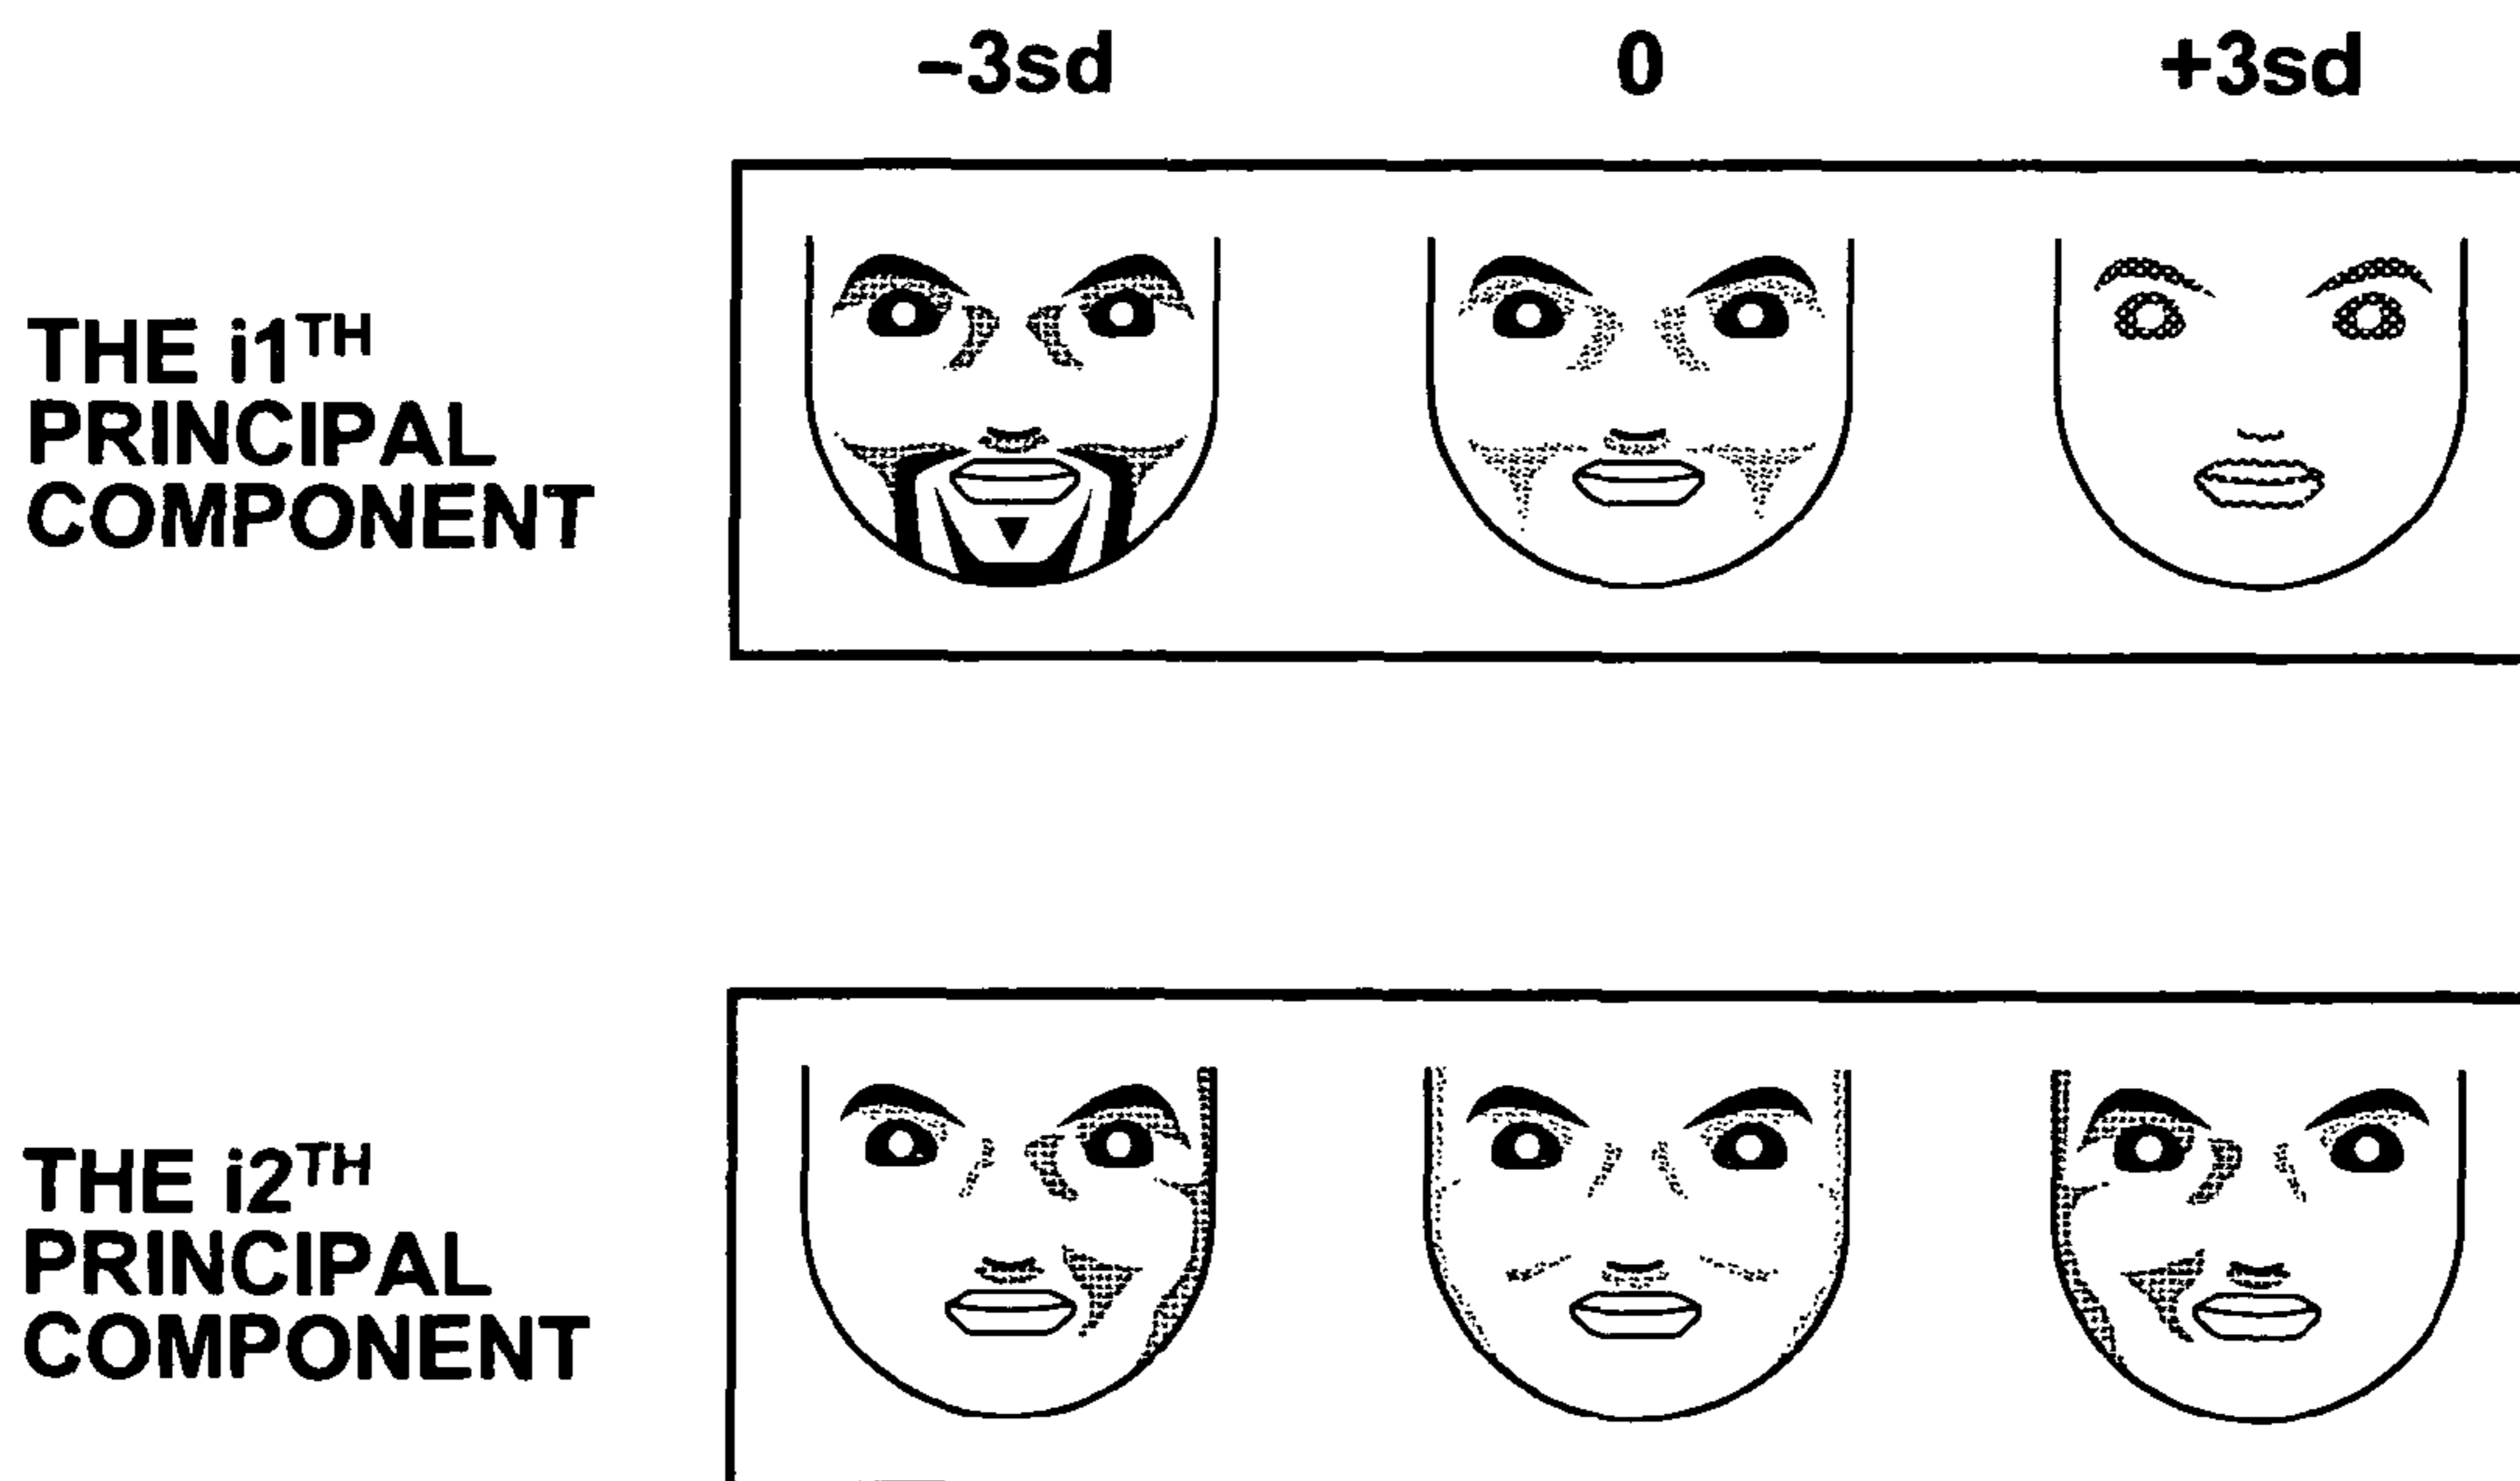 -3sd 0 +3sd
THE i1TH
PRINCIPAL
COMPONENT
THE i2TH
PRINCIPAL
COMPONENT